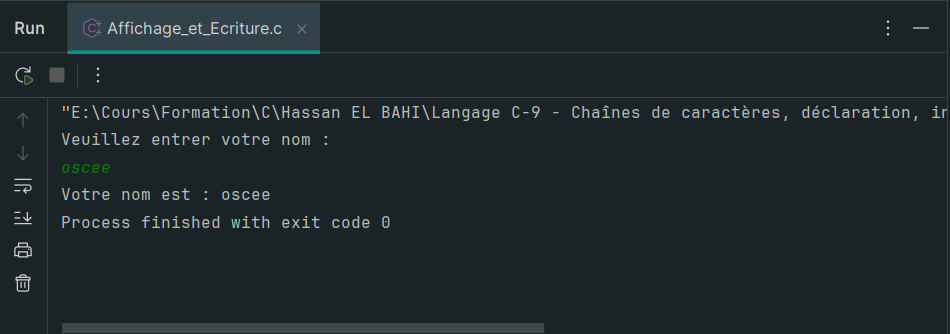 Run Affichage_et_Ecriture.c
"E:\Cours\Formation\C\Hassan EL BAHI\Langage C-9 - Chaînes de caractères, déclaration, in
Veuillez entrer votre nom :
oscee
Votre nom est : oscee
Process finished with exit code 0